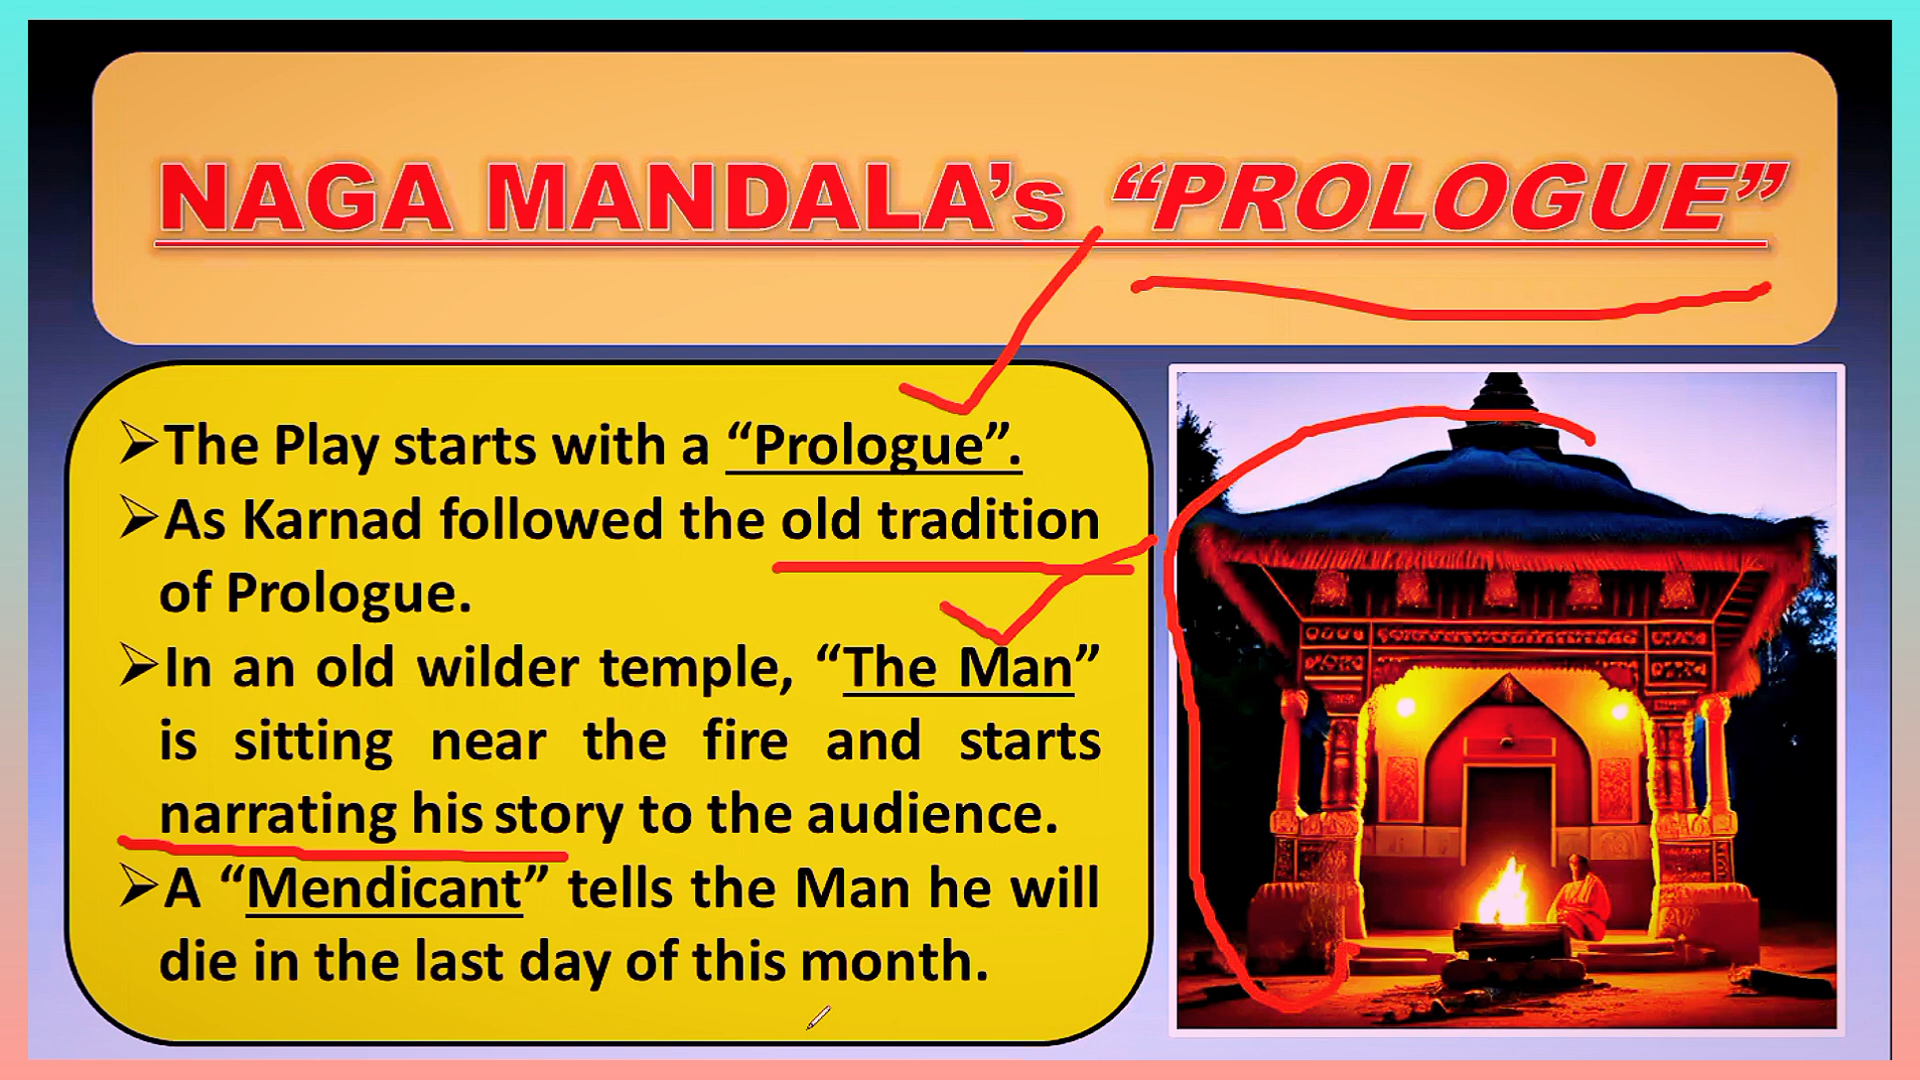 NAGA MANDALA’s “PROLOGUE”
➢The Play starts with a “Prologue”.
➢As Karnad followed the old tradition
of Prologue.
➢In an old wilder temple, “The Man”
is sitting near the fire and starts
narrating his story to the audience.
➢A “Mendicant” tells the Man he will
die in the last day of this month.